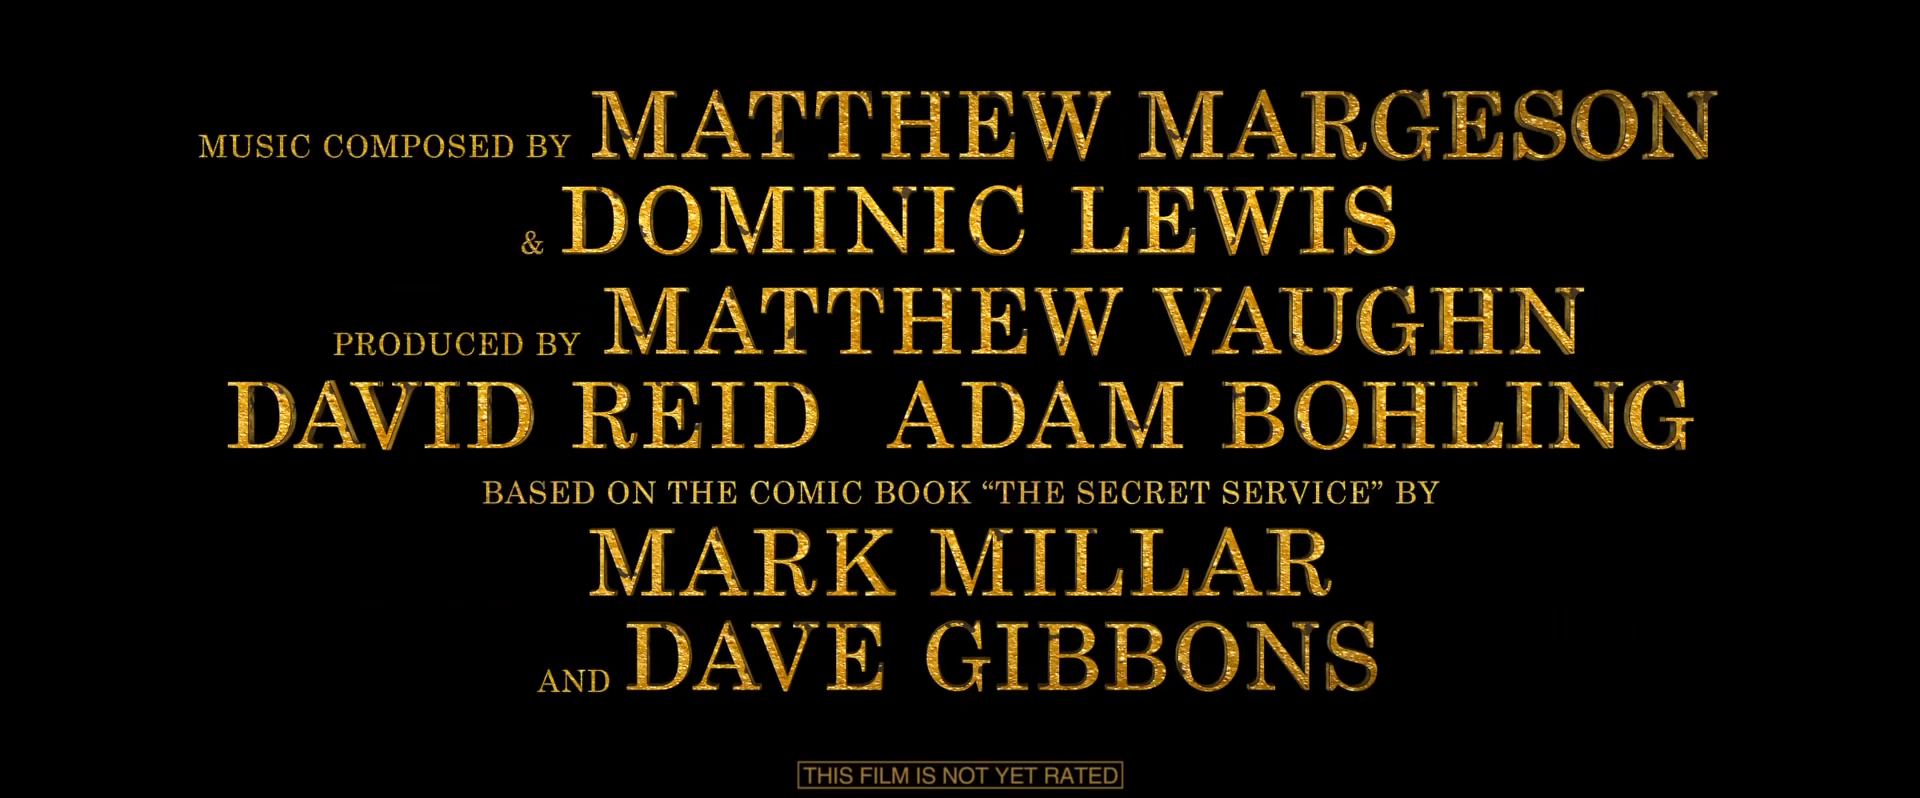 MUSIC COMPOSED BY MATTHEW MARGESON
& DOMINIC LEWIS
PRODUCED BY MATTHEW VAUGHN
DAVID REID ADAM BOHLING
BASED ON THE COMIC BOOK “THE SECRET SERVICE” BY
MARK MILLAR
AND DAVE GIBBONS
THIS FILM IS NOT YET RATED